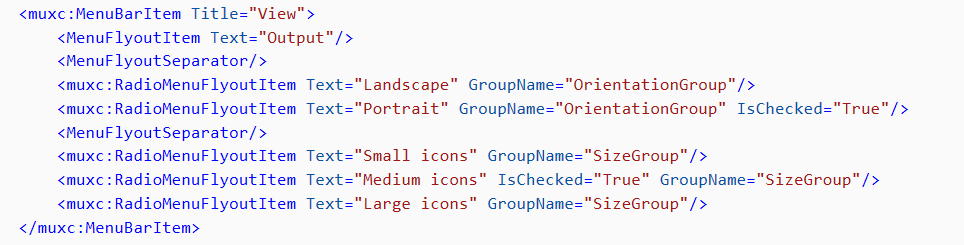 <muxc:MenuBarItem Title="View">
    <MenuFlyoutItem Text="Output"/>
    <MenuFlyoutSeparator/>
    <muxc:RadioMenuFlyoutItem Text="Landscape" GroupName="OrientationGroup"/>
    <muxc:RadioMenuFlyoutItem Text="Portrait" GroupName="OrientationGroup" IsChecked="True"/>
    <MenuFlyoutSeparator/>
    <muxc:RadioMenuFlyoutItem Text="Small icons" GroupName="SizeGroup"/>
    <muxc:RadioMenuFlyoutItem Text="Medium icons" IsChecked="True" GroupName="SizeGroup"/>
    <muxc:RadioMenuFlyoutItem Text="Large icons" GroupName="SizeGroup"/>
</muxc:MenuBarItem>